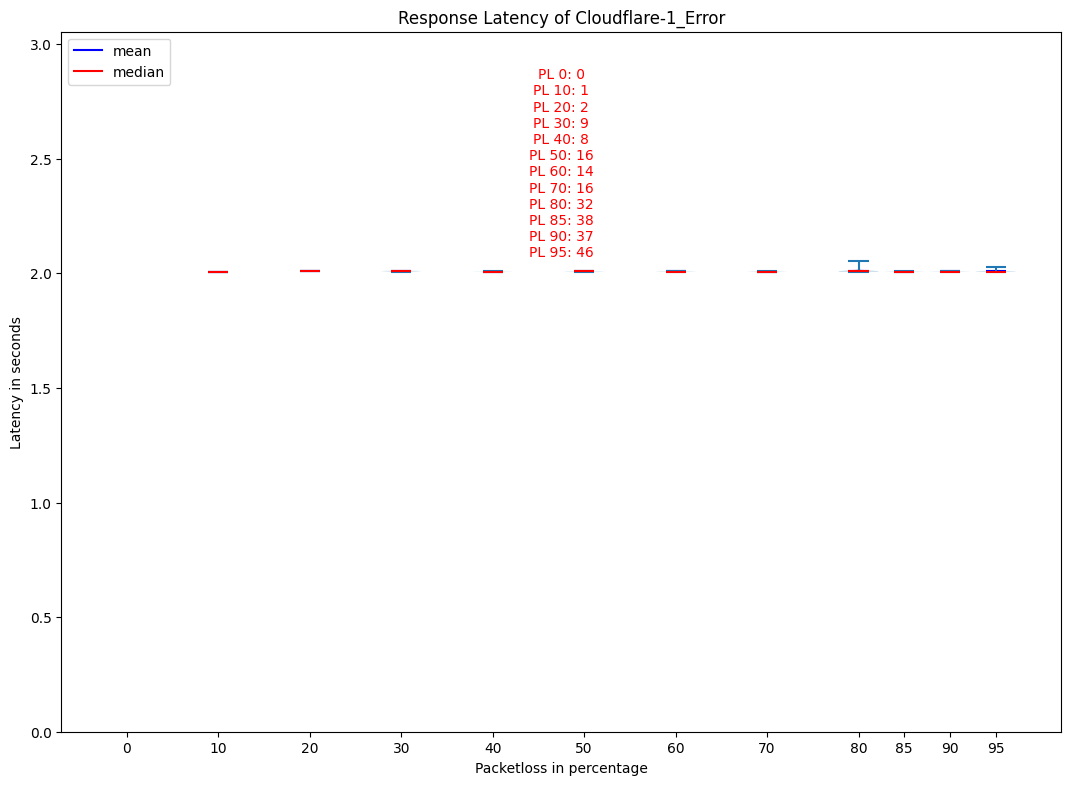 Response Latency of Cloudflare-1_Error
mean
median
PL 0: 0
PL 10: 1
PL 20: 2
PL 30: 9
PL 40: 8
PL 50: 16
PL 60: 14
PL 70: 16
PL 80: 32
PL 85: 38
PL 90: 37
PL 95: 46
3.0
2.5
2.0
1.5
1.0
0.5
0.0
Latency in seconds
0 10 20 30 40 50 60 70 80 85 90 95
Packetloss in percentage